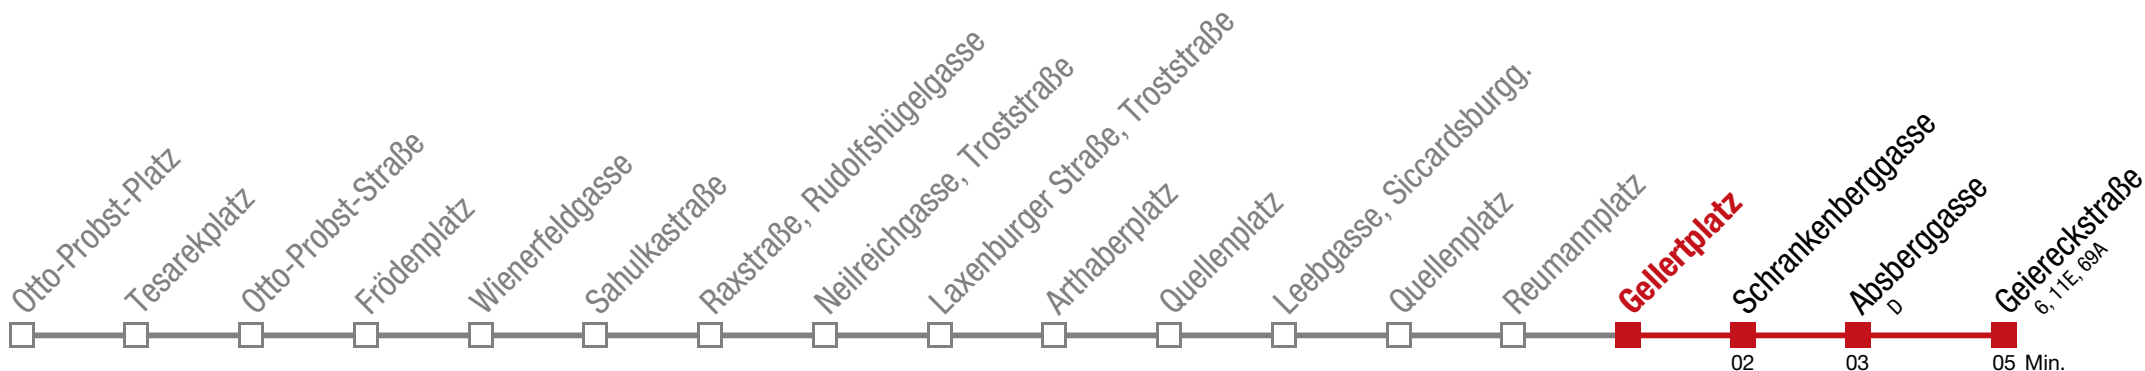 Otto-Probst-Platz
Tesarekplatz
Otto-Probst-Straße
Frödenplatz
Wienerfeldgasse
Sahulkastraße
Raxstraße, Rudolfshügelgasse
Neilreichgasse, Troststraße
Laxenburger Straße, Troststraße
Arthaberplatz
Quellenplatz
Leebgasse, Siccardsburgg.
Quellenplatz
Reumannplatz
Gellertplatz
Schrankenberggasse
Absberggasse
D
Geiereckstraße
6, 11E, 69A
02
03
05 Min.